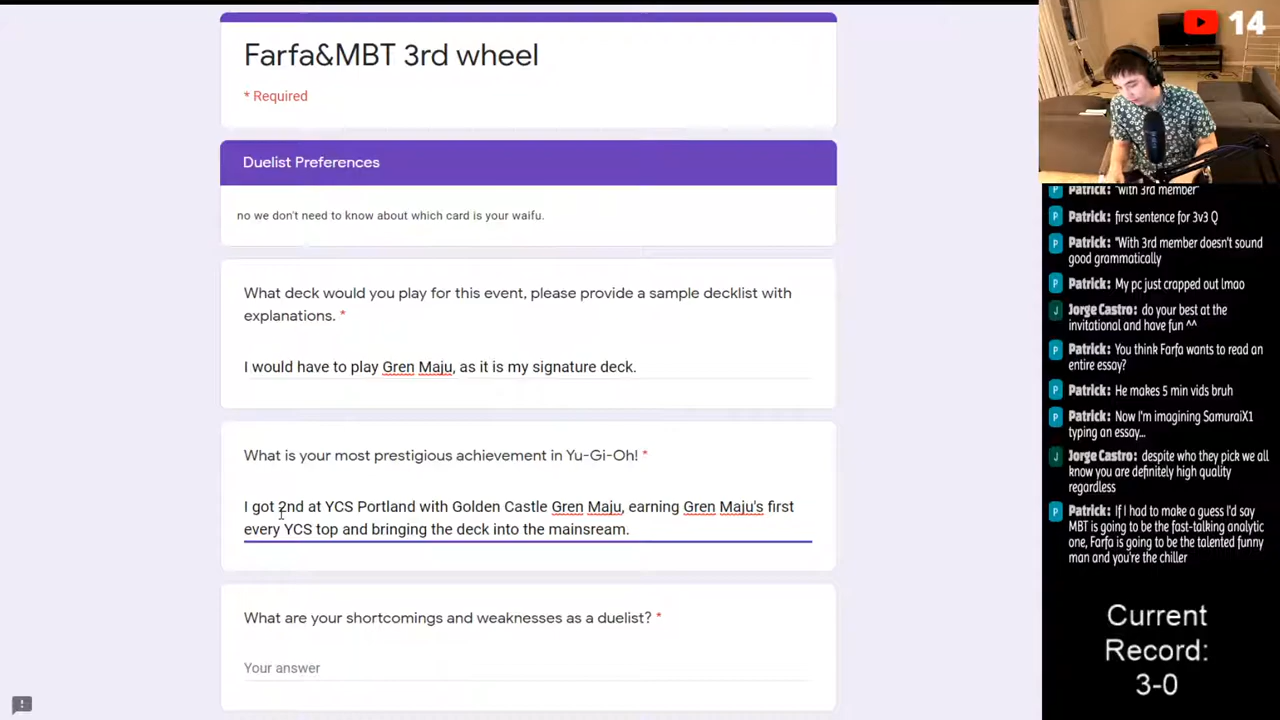 Farfa&MBT 3rd wheel
* Required
Duelist Preferences
no we don't need to know about which card is your waifu.
What deck would you play for this event, please provide a sample decklist with
explanations. *
I would have to play Gren Maju, as it is my signature deck.
What is your most prestigious achievement in Yu-Gi-Oh! *
I got 2nd at YCS Portland with Golden Castle Gren Maju, earning Gren Maju's first
every YCS top and bringing the deck into the mainsream.
What are your shortcomings and weaknesses as a duelist? *
Your answer
14
P Patrick: "with 3rd member"
P Patrick: first sentence for 3v3 Q
P Patrick: "With 3rd member doesn't sound
good grammatically
P Patrick: My pc just crapped out lmao
J Jorge Castro: do your best at the
invitational and have fun ^^
P Patrick: You think Farfa wants to read an
entire essay?
P Patrick: He makes 5 min vids bruh
P Patrick: Now I'm imagining SamuraiX1
typing an essay...
J Jorge Castro: despite who they pick we all
know you are definitely high quality
regardless
P Patrick: If I had to make a guess I'd say
MBT is going to be the fast-talking analytic
one, Farfa is going to be the talented funny
man and you're the chiller
Current
Record:
3-0